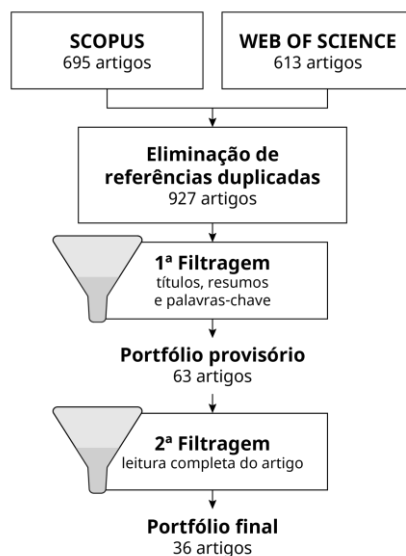 SCOPUS
695 artigos
WEB OF SCIENCE
613 artigos
Eliminação de
referências duplicadas
927 artigos
1ª Filtragem
títulos, resumos
e palavras-chave
Portfólio provisório
63 artigos
2ª Filtragem
leitura completa do artigo
Portfólio final
36 artigos